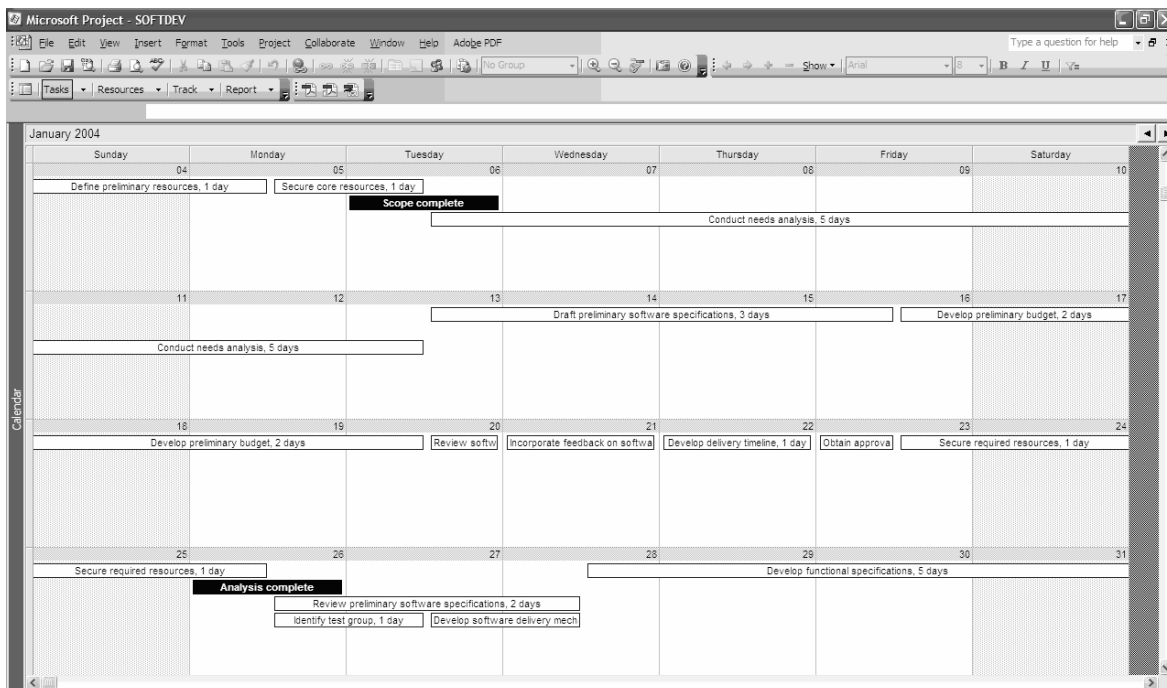 Microsoft Project - SOFTDEV
File Edit View Insert Format Tools Project Collaborate Window Help Adobe PDF Type a question for help
No Group Show Arial 8 B I U
Tasks Resources Track Report
January 2004
Sunday Monday Tuesday Wednesday Thursday Friday Saturday
04 05 06 07 08 09 10
Define preliminary resources, 1 day Secure core resources, 1 day
Scope complete
Conduct needs analysis, 5 days
11 12 13 14 15 16 17
Draft preliminary software specifications, 3 days Develop preliminary budget, 2 days
Conduct needs analysis, 5 days
Calendar
18 19 20 21 22 23 24
Develop preliminary budget, 2 days Review softw Incorporate feedback on softwa Develop delivery timeline, 1 day Obtain approva Secure required resources, 1 day
25 26 27 28 29 30 31
Secure required resources, 1 day Develop functional specifications, 5 days
Analysis complete
Review preliminary software specifications, 2 days
Identify test group, 1 day Develop software delivery mech